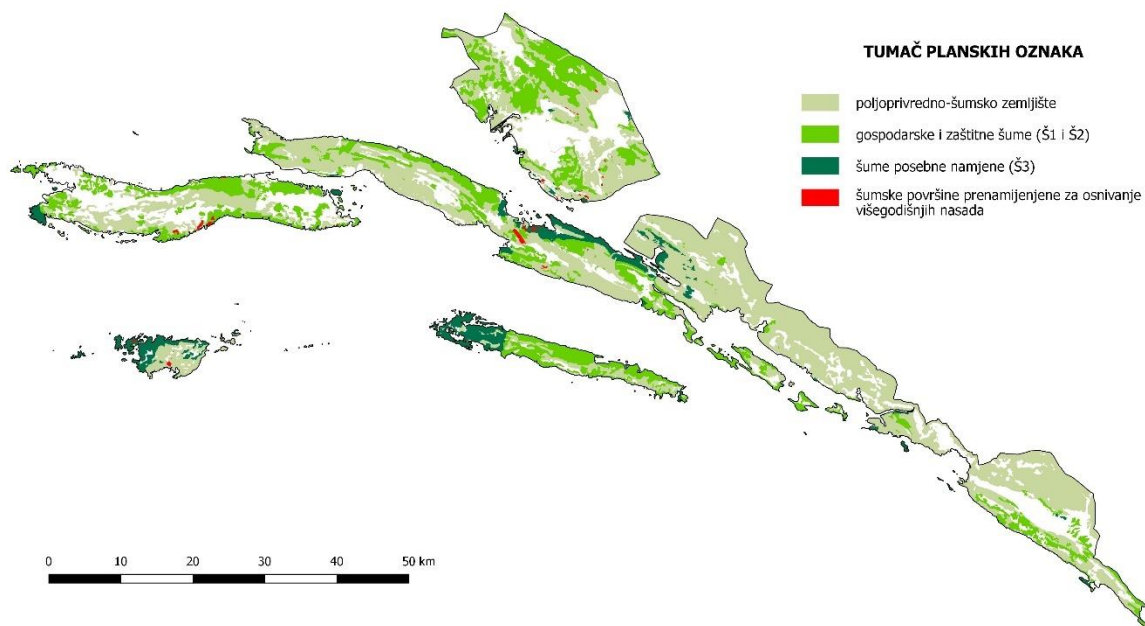 TUMAČ PLANSKIH OZNAKA
poljoprivredno-šumsko zemljište
gospodarske i zaštitne šume (Š1 i Š2)
šume posebne namjene (Š3)
šumske površine prenamijenjene za osnivanje
višegodišnjih nasada
0 10 20 30 40 50 km